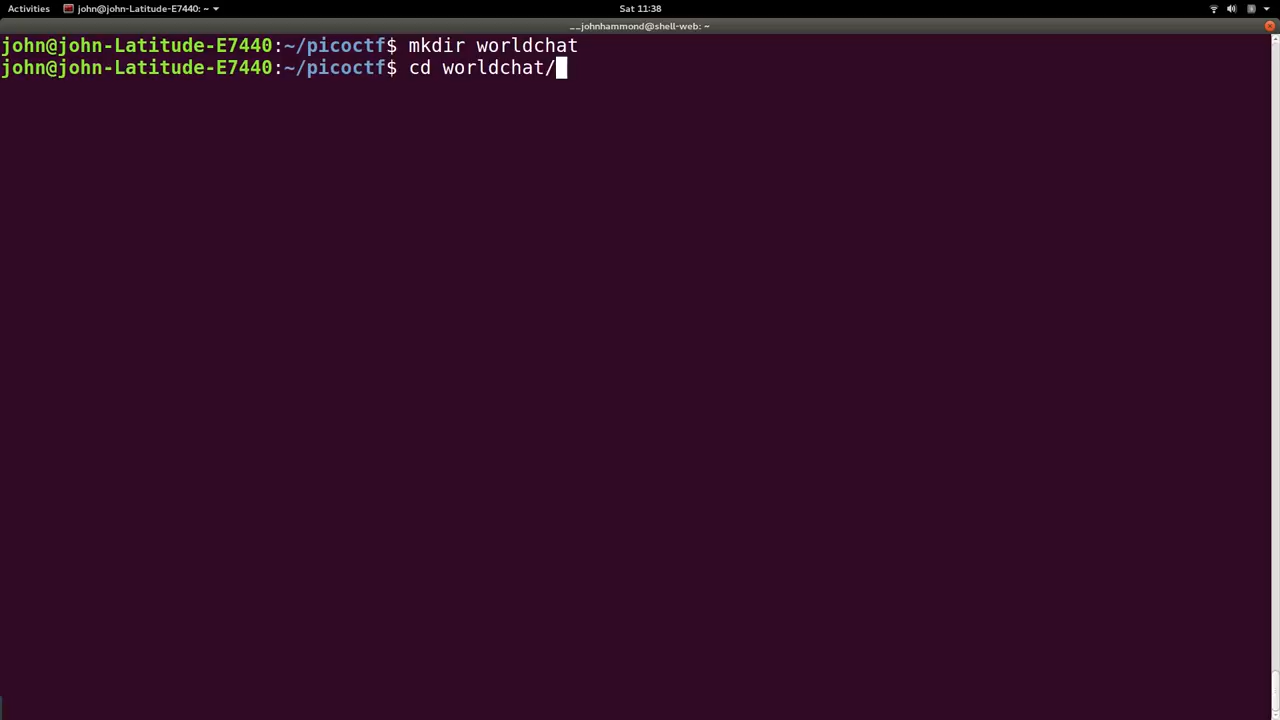 Activities john@john-Latitude-E7440: ~ Sat 11:38
__johnhammond@shell-web: ~
john@john-Latitude-E7440:~/picoctf$ mkdir worldchat
john@john-Latitude-E7440:~/picoctf$ cd worldchat/